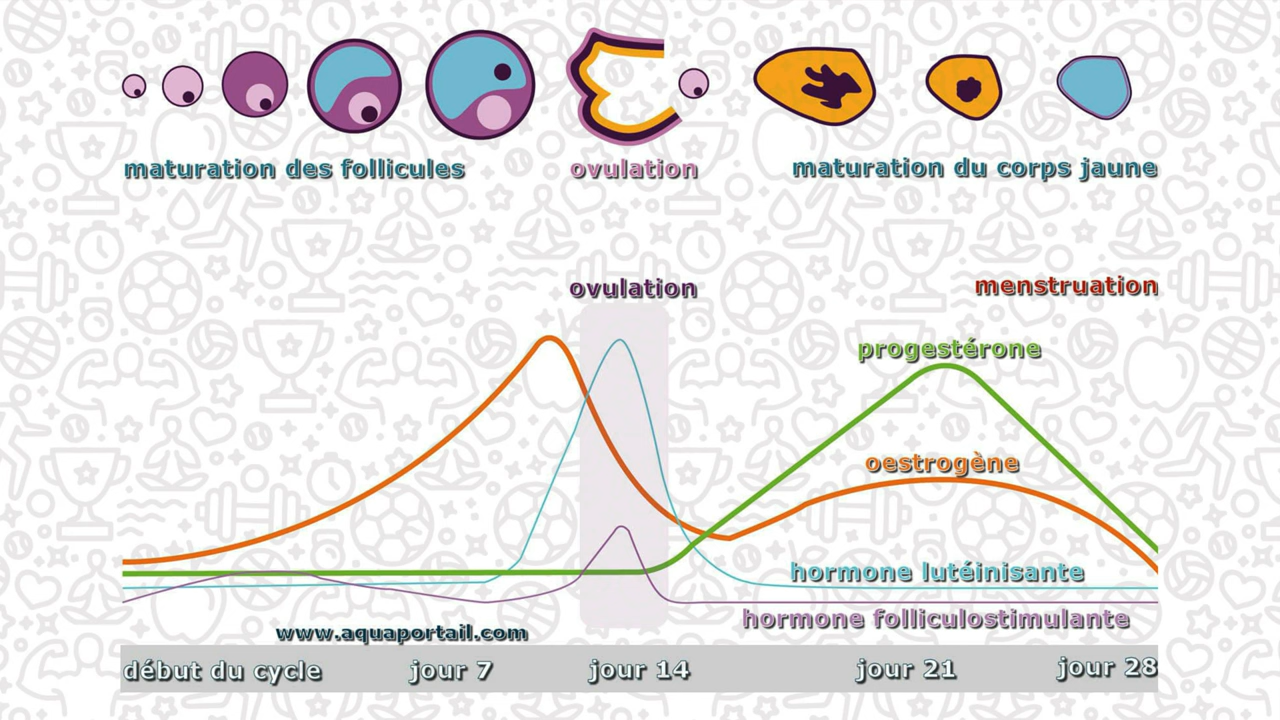 maturation des follicules
ovulation
maturation du corps jaune
ovulation
menstruation
progestérone
oestrogène
hormone lutéinisante
hormone folliculostimulante
www.aquaportail.com
début du cycle
jour 7
jour 14
jour 21
jour 28